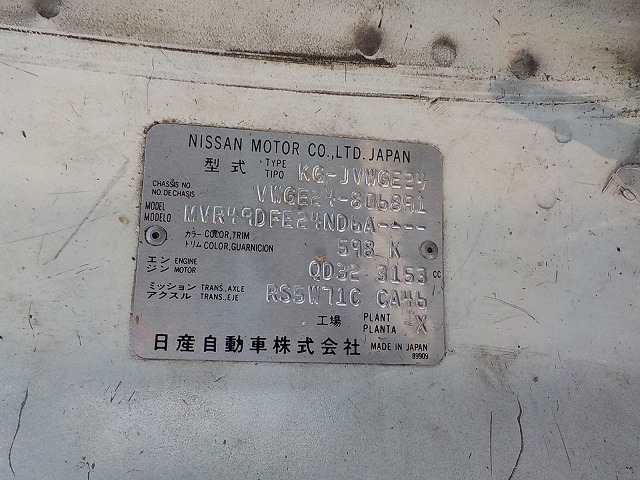 NISSAN MOTOR CO.,LTD. JAPAN
型式 TYPE TIPO KG-JVWGE24
CHASSIS NO. NO.DE CHASIS VWGE24-806891
MODEL MODELO MVR49DFE24ND6A----
カラー COLOR,TRIM
トリム COLOR,GUARNICION 598 K
エンジン ENGINE MOTOR QD32 3153 cc
ミッション TRANS.,AXLE
アクスル TRANS.,EJE RS5W71C CA46
工場 PLANT PLANTA X
日産自動車株式会社 MADE IN JAPAN
89909